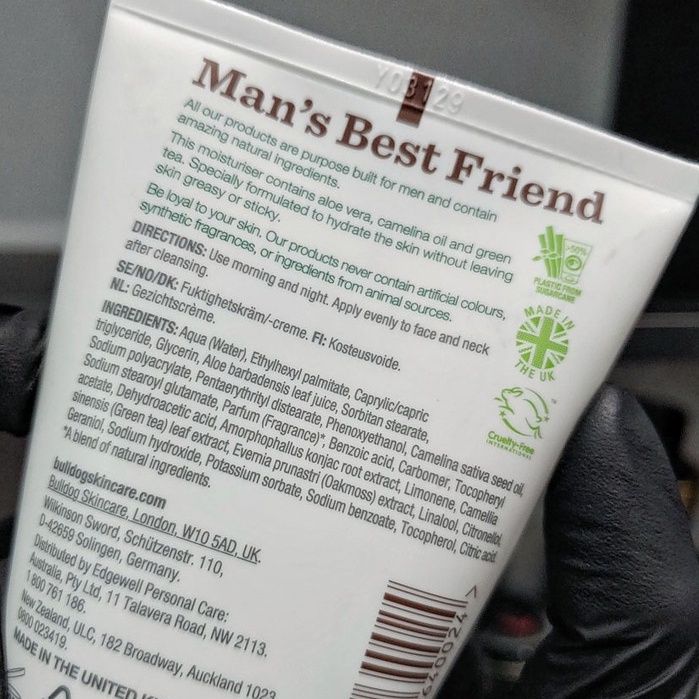 Y03129
Man's Best Friend
All our products are purpose built for men and contain
amazing natural ingredients.
This moisturiser contains aloe vera, camelina oil and green
tea. Specially formulated to hydrate the skin without leaving
skin greasy or sticky.
Be loyal to your skin. Our products never contain artificial colours,
synthetic fragrances, or ingredients from animal sources.
DIRECTIONS: Use morning and night. Apply evenly to face and neck
after cleansing.
SE/NO/DK: Fuktighetskräm/-creme. FI: Kosteusvoide.
NL: Gezichtscrème.
INGREDIENTS: Aqua (Water), Ethylhexyl palmitate, Caprylic/capric
triglyceride, Glycerin, Aloe barbadensis leaf juice, Sorbitan stearate,
Sodium polyacrylate, Pentaerythrityl distearate, Phenoxyethanol, Camelina sativa seed oil,
Sodium stearoyl glutamate, Parfum (Fragrance)*, Benzoic acid, Carbomer, Tocopheryl
acetate, Dehydroacetic acid, Amorphophallus konjac root extract, Limonene, Camellia
sinensis (Green tea) leaf extract, Evernia prunastri (Oakmoss) extract, Linalool, Citronellol,
Geraniol, Sodium hydroxide, Potassium sorbate, Sodium benzoate, Tocopherol, Citric acid.
*A blend of natural ingredients.
>50%
PLASTIC FROM
SUGARCANE
MADE IN
THE UK
Cruelty-Free
INTERNATIONAL
TM
bulldogskincare.com
Bulldog Skincare, London, W10 5AD, UK.
Wilkinson Sword, Schützenstr. 110,
D-42659 Solingen, Germany.
Distributed by Edgewell Personal Care:
Australia, Pty Ltd, 11 Talavera Road, NW 2113.
1 800 761 186.
New Zealand, ULC, 182 Broadway, Auckland 1023
0800 023419.
MADE IN THE UNITED
640024 >